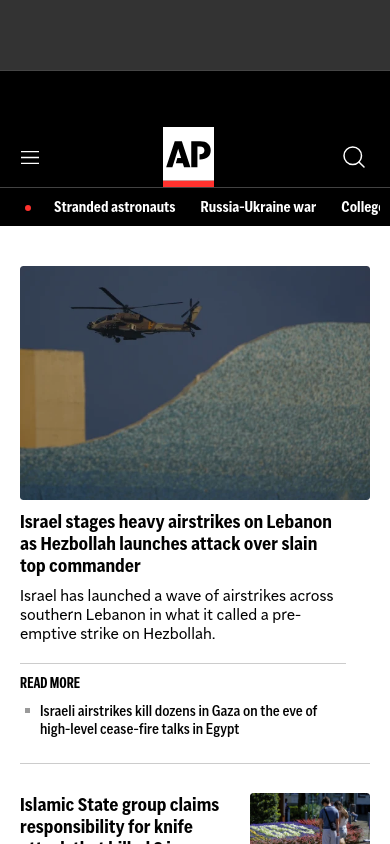 AP
Stranded astronauts Russia-Ukraine war
Israel stages heavy airstrikes on Lebanon
as Hezbollah launches attack over slain
top commander
Israel has launched a wave of airstrikes across
southern Lebanon in what it called a pre-
emptive strike on Hezbollah.
READ MORE
Israeli airstrikes kill dozens in Gaza on the eve of
high-level cease-fire talks in Egypt
Islamic State group claims
responsibility for knife